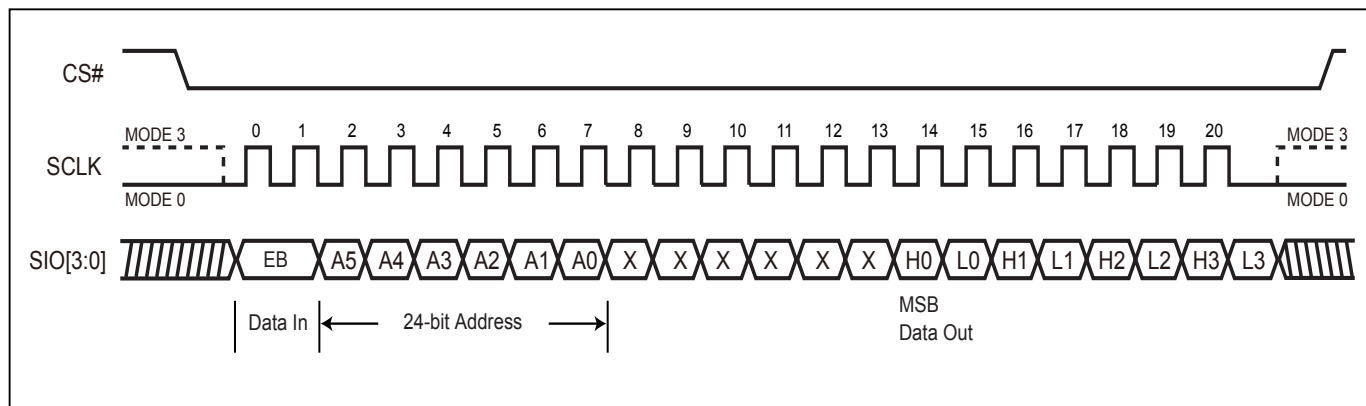 CS#
MODE 3 0 1 2 3 4 5 6 7 8 9 10 11 12 13 14 15 16 17 18 19 20 MODE 3
SCLK
MODE 0 MODE 0
SIO[3:0] EB A5 A4 A3 A2 A1 A0 X X X X X X H0 L0 H1 L1 H2 L2 H3 L3
Data In 24-bit Address MSB
Data Out